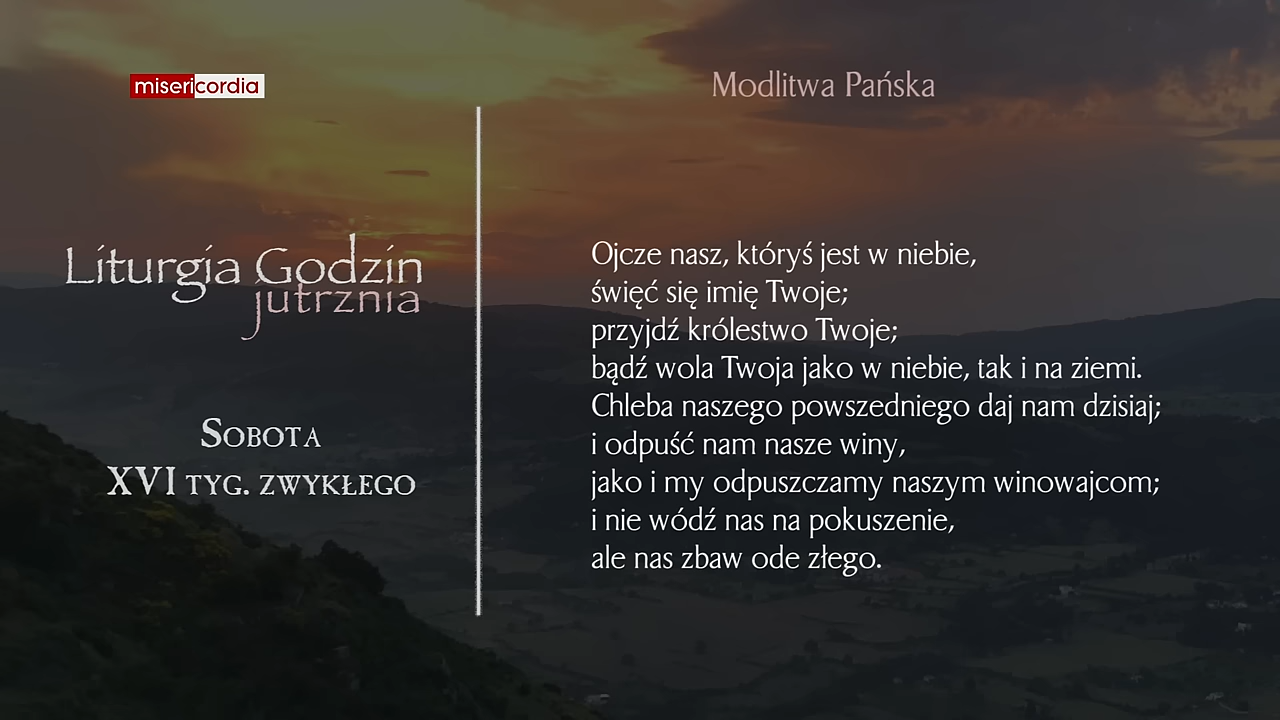 misericordia
Liturgia Godzin
jutrznia
Sobota
XVI tyg. zwykłego
Modlitwa Pańska
Ojcze nasz, któryś jest w niebie,
święć się imię Twoje;
przyjdź królestwo Twoje;
bądź wola Twoja jako w niebie, tak i na ziemi.
Chleba naszego powszedniego daj nam dzisiaj;
i odpuść nam nasze winy,
jako i my odpuszczamy naszym winowajcom;
i nie wódź nas na pokuszenie,
ale nas zbaw ode złego.